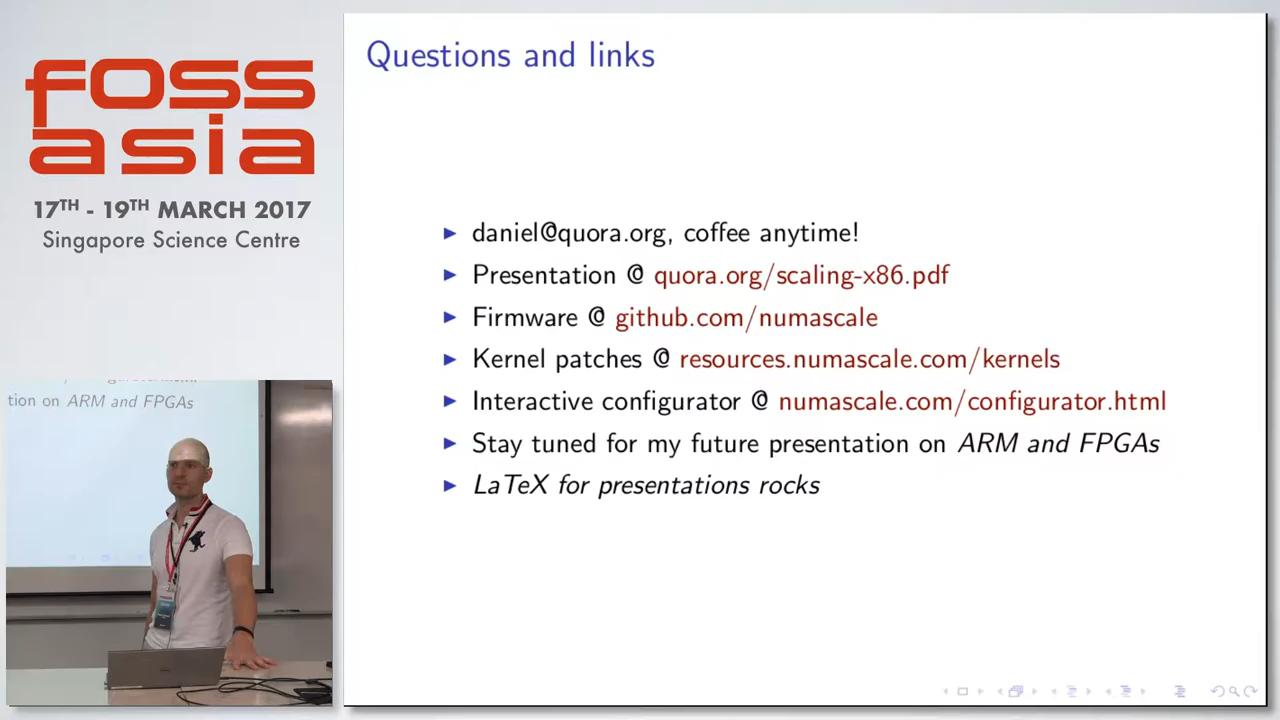 foss
asia
17TH - 19TH MARCH 2017
Singapore Science Centre
Questions and links
daniel@quora.org, coffee anytime!
Presentation @ quora.org/scaling-x86.pdf
Firmware @ github.com/numascale
Kernel patches @ resources.numascale.com/kernels
Interactive configurator @ numascale.com/configurator.html
Stay tuned for my future presentation on ARM and FPGAs
LaTeX for presentations rocks
tion on ARM and FPGAs